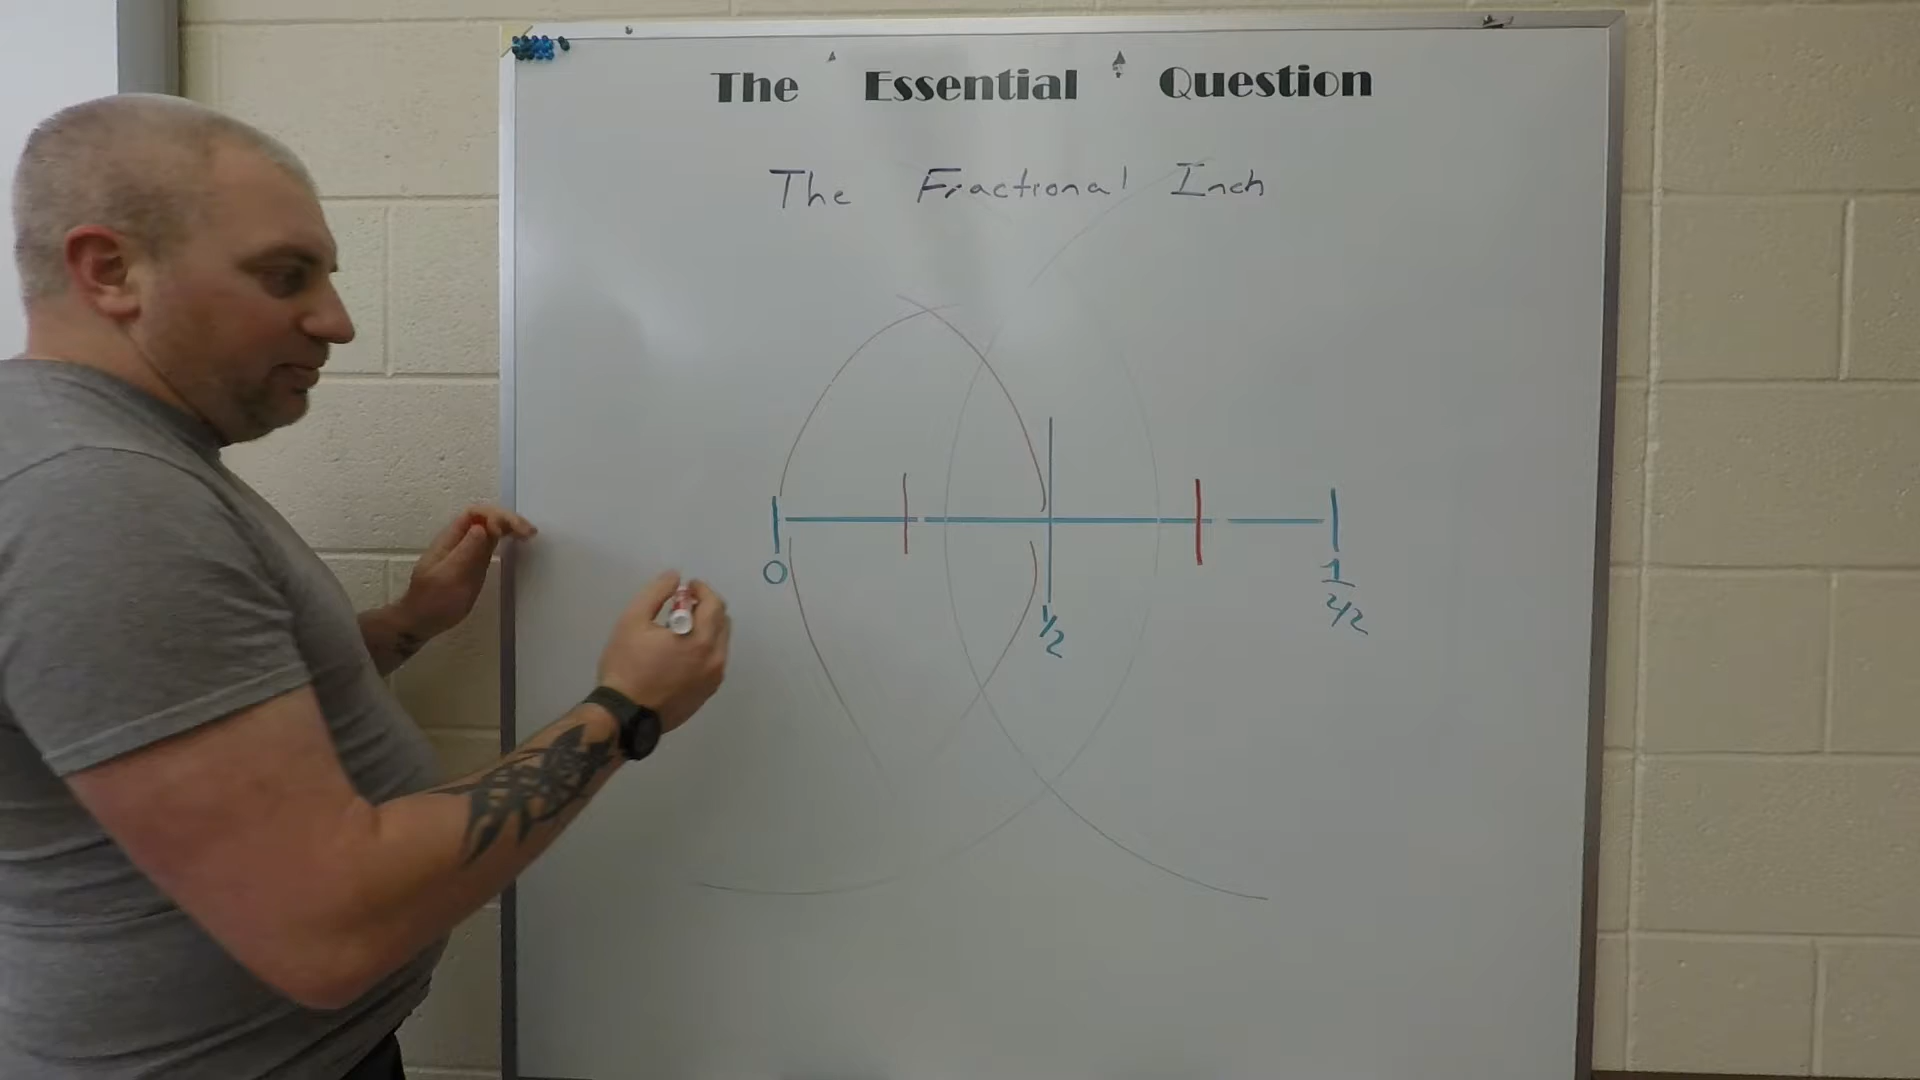 The Essential Question
The Fractional Inch
0
1/2
1
2/2